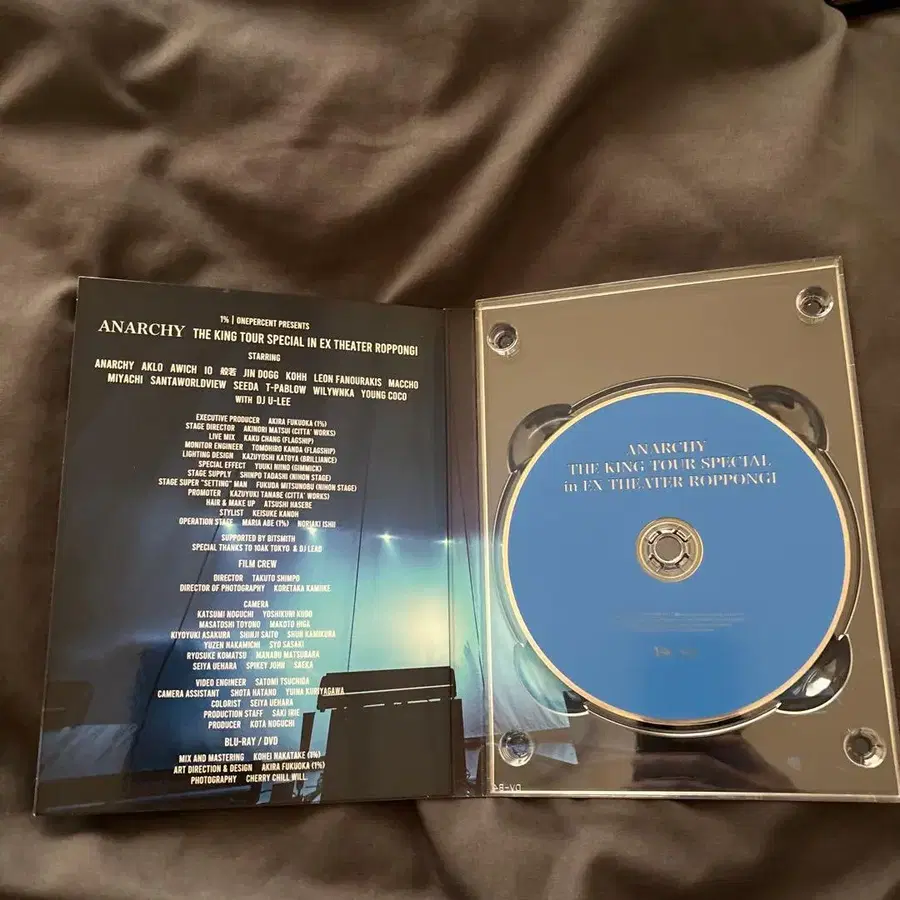 1% | ONEPERCENT PRESENTS
ANARCHY THE KING TOUR SPECIAL IN EX THEATER ROPPONGI
STARRING
ANARCHY AKLO AWICH IO 般若 JIN DOGG KOHH LEON FANOURAKIS MACCHO
MIYACHI SANTAWORLDVIEW SEEDA T-PABLOW WILYWNKA YOUNG COCO
WITH DJ U-LEE
EXECUTIVE PRODUCER AKIRA FUKUOKA (1%)
STAGE DIRECTOR AKINORI MATSUI (CITTA' WORKS)
LIVE MIX KAKU CHANG (FLAGSHIP)
MONITOR ENGINEER TOMOHIRO KANDA (FLAGSHIP)
LIGHTING DESIGN KAZUYOSHI KATOTA (BRILLIANCE)
SPECIAL EFFECT YUUKI NIINO (GIMMICK)
STAGE SUPPLY SHINPO TADASHI (NIHON STAGE)
STAGE SUPER "SETTING" MAN FUKUDA MITSUNOBU (NIHON STAGE)
PROMOTER KAZUYUKI TANABE (CITTA' WORKS)
HAIR & MAKE UP ATSUSHI HASEBE
STYLIST KEISUKE KANOH
OPERATION STAFF MARIA ABE (1%) NORIAKI ISHII
SUPPORTED BY BITSMITH
SPECIAL THANKS TO 10AK TOKYO & DJ LEAD
FILM CREW
DIRECTOR TAKUTO SHIMPO
DIRECTOR OF PHOTOGRAPHY KORETAKA KAMIIKE
CAMERA
KATSUMI NOGUCHI YOSHIKUNI KUDO
MASATOSHI TOYONO MAKOTO HIGA
KIYOYUKI ASAKURA SHINJI SAITO SHUN KAMIKURA
YUZEN NAKAMICHI SYO SASAKI
RYOSUKE KOMATSU MANABU MATSUBARA
SEIYA UEHARA SPIKEY JOHN SAEKA
VIDEO ENGINEER SATOMI TSUCHIDA
CAMERA ASSISTANT SHOTA HATANO YUINA KURIYAGAWA
COLORIST SEIYA UEHARA
PRODUCTION STAFF SAKI IRIE
PRODUCER KOTA NOGUCHI
BLU-RAY / DVD
MIX AND MASTERING KOHEI NAKATAKE (1%)
ART DIRECTION & DESIGN AKIRA FUKUOKA (1%)
PHOTOGRAPHY CHERRY CHILL WILL.
ANARCHY
THE KING TOUR SPECIAL
in EX THEATER ROPPONGI